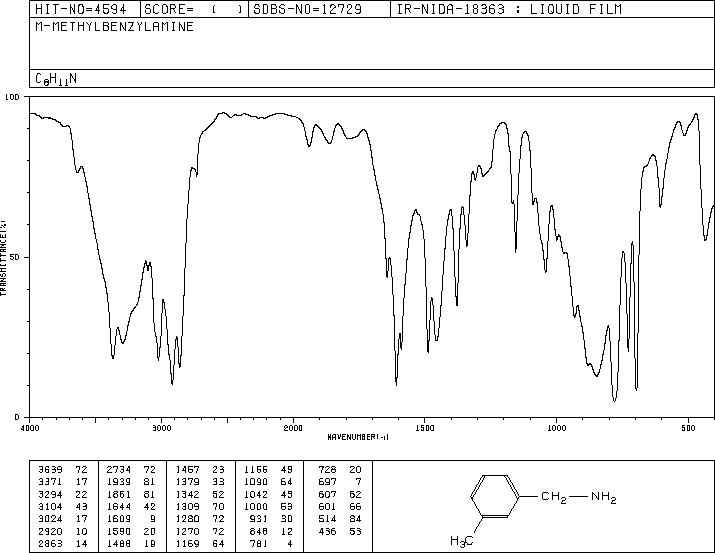 HIT-NO=4594 SCORE= ( ) SDBS-NO=12729 IR-NIDA-18363 : LIQUID FILM
M-METHYLBENZYLAMINE
C8H11N
100
50
0
TRANSMITTANCE(%)
4000 3000 2000 1500 1000 500
WAVENUMBER(-1)
3639 72 2734 72 1467 23 1166 49 728 20
3371 17 1939 81 1379 33 1090 64 697 7
3294 22 1861 81 1342 52 1042 43 607 62
3104 43 1644 42 1309 70 1000 53 601 66
3024 17 1609 9 1280 72 931 30 514 84
2920 10 1590 20 1270 72 848 12 436 53
2863 14 1488 19 1169 64 781 4
CH2 NH2
H3C